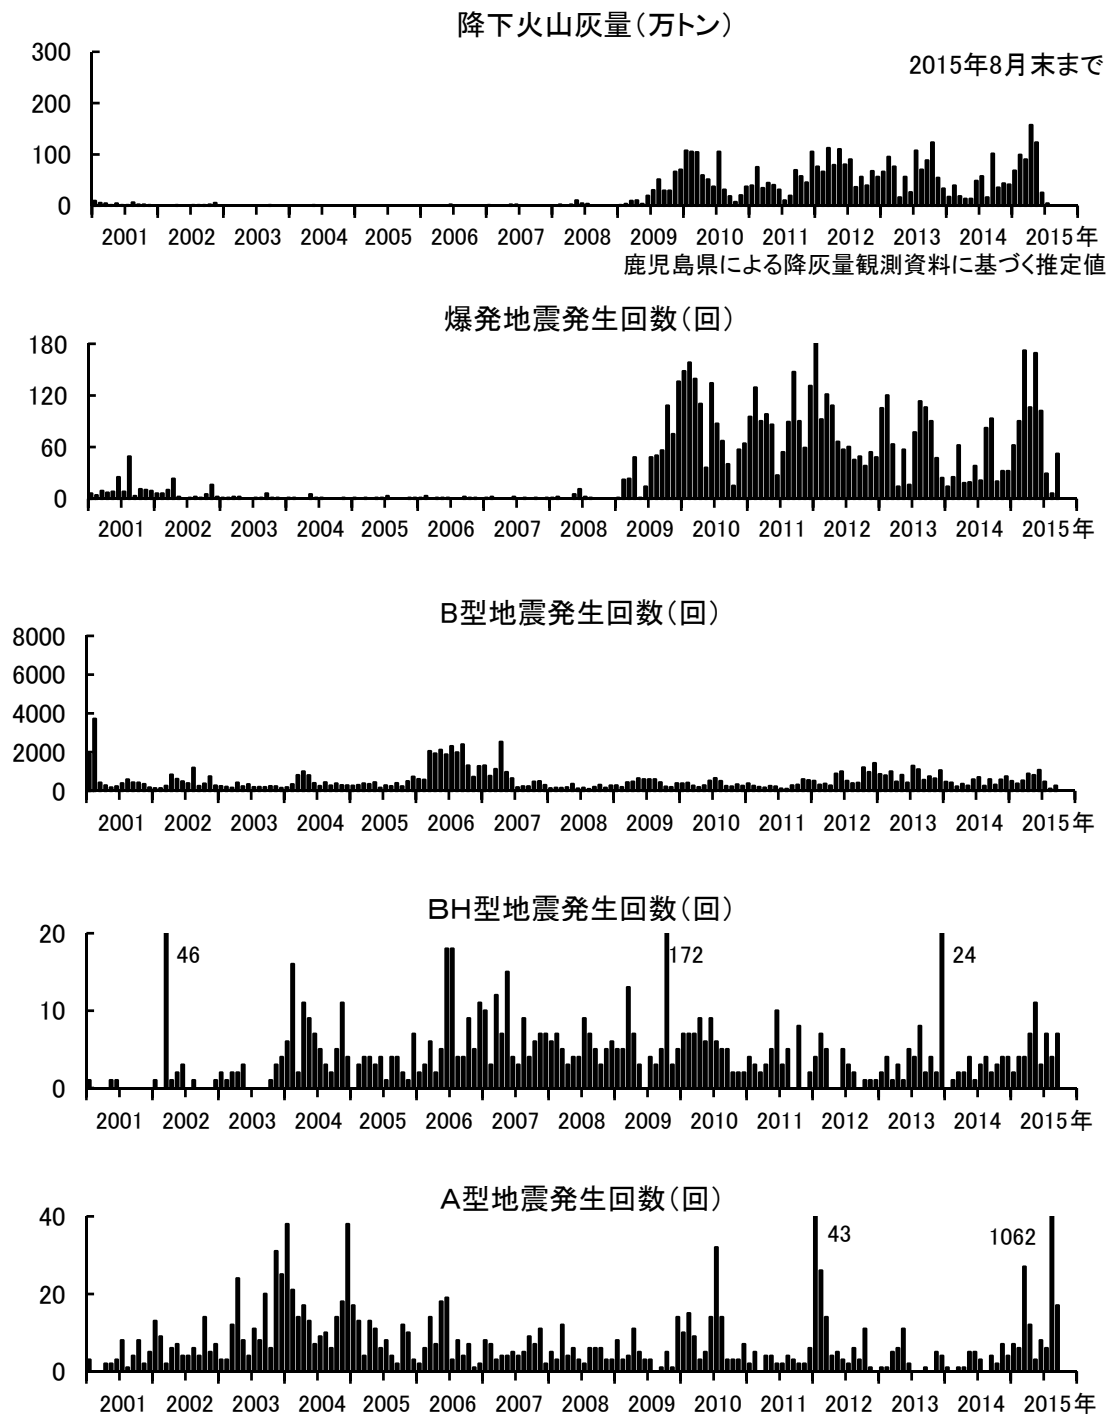 降下火山灰量(万トン)
300
2015年8月末まで
200
100
0
2001 2002 2003 2004 2005 2006 2007 2008 2009 2010 2011 2012 2013 2014 2015年
鹿児島県による降灰量観測資料に基づく推定値
爆発地震発生回数(回)
180
120
60
0
2001 2002 2003 2004 2005 2006 2007 2008 2009 2010 2011 2012 2013 2014 2015年
B型地震発生回数(回)
8000
6000
4000
2000
0
2001 2002 2003 2004 2005 2006 2007 2008 2009 2010 2011 2012 2013 2014 2015年
BH型地震発生回数(回)
20
46 172 24
10
0
2001 2002 2003 2004 2005 2006 2007 2008 2009 2010 2011 2012 2013 2014 2015年
A型地震発生回数(回)
40
43 1062
20
0
2001 2002 2003 2004 2005 2006 2007 2008 2009 2010 2011 2012 2013 2014 2015年